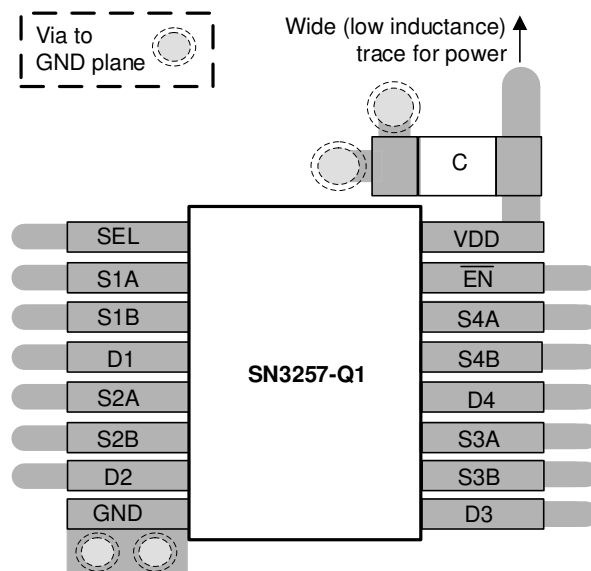 Via to
GND plane
Wide (low inductance)
trace for power
C
SEL
S1A
S1B
D1
S2A
S2B
D2
GND
SN3257-Q1
VDD
E̅N̅
S4A
S4B
D4
S3A
S3B
D3